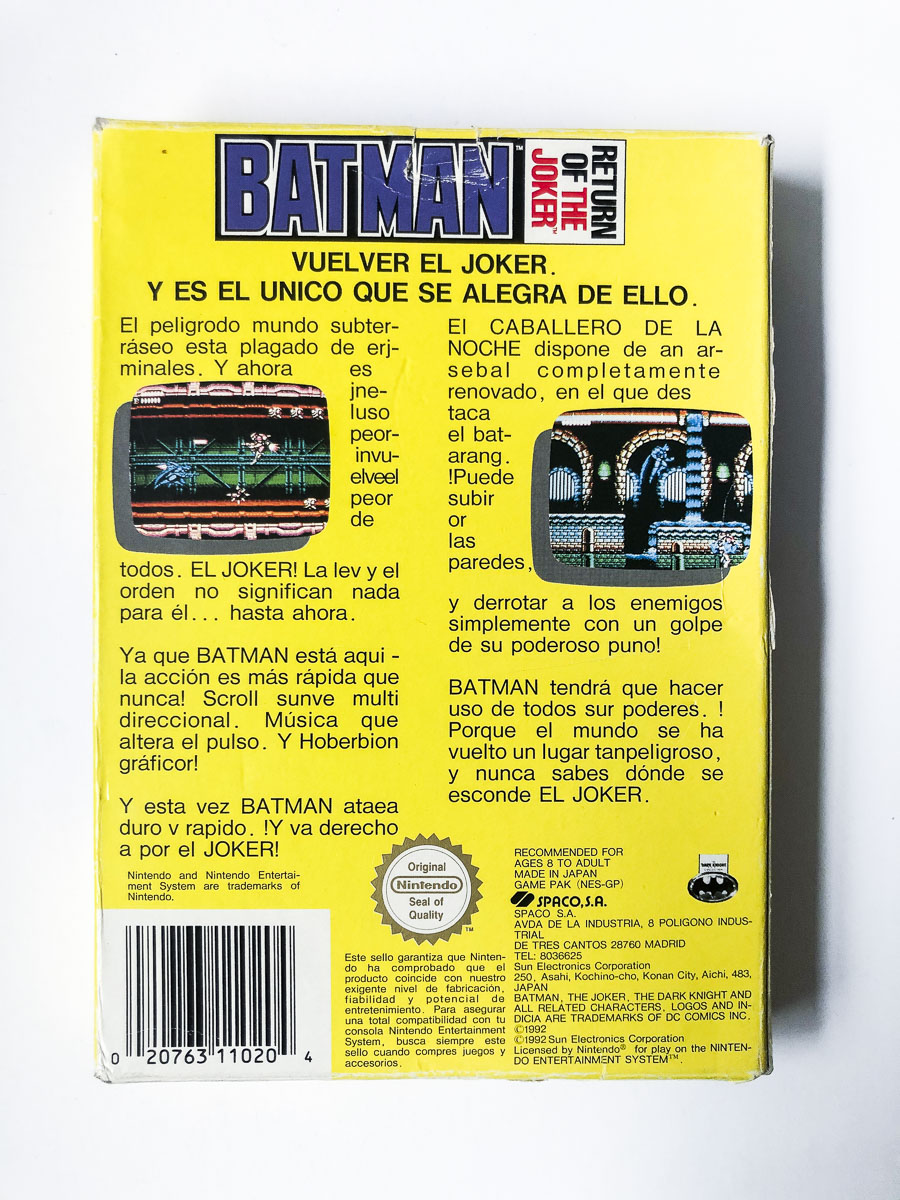 BATMAN™
RETURN
OF THE
JOKER™
VUELVER EL JOKER.
Y ES EL UNICO QUE SE ALEGRA DE ELLO.
El peligrodo mundo subter-
ráseo esta plagado de erj-
minales. Y ahora es
jne-
luso
peor-
invu-
elveel
peor
de
todos. EL JOKER! La lev y el
orden no significan nada
para él... hasta ahora.
Ya que BATMAN está aqui -
la acción es más rápida que
nunca! Scroll sunve multi
direccional. Música que
altera el pulso. Y Hoberbion
gráficor!
Y esta vez BATMAN ataea
duro v rapido. !Y va derecho
a por el JOKER!
El CABALLERO DE LA
NOCHE dispone de an ar-
sebal completamente
renovado, en el que des
taca
el bat-
arang.
!Puede
subir
or
las
paredes,
y derrotar a los enemigos
simplemente con un golpe
de su poderoso puno!
BATMAN tendrá que hacer
uso de todos sur poderes. !
Porque el mundo se ha
vuelto un lugar tanpeligroso,
y nunca sabes dónde se
esconde EL JOKER.
Nintendo and Nintendo Entertai-
ment System are trademarks of
Nintendo.
0 20763 11020 4
Original
Nintendo
Seal of
Quality
TM
Este sello garantiza que Ninten-
do ha comprobado que el
producto coincide con nuestro
exigente nivel de fabricación,
fiabilidad y potencial de
entretenimiento. Para asegurar
una total compatibilidad con tu
consola Nintendo Entertainment
System, busca siempre este
sello cuando compres juegos y
accesorios.
RECOMMENDED FOR
AGES 8 TO ADULT
MADE IN JAPAN
GAME PAK (NES-GP)
SPACO, S.A.
SPACO S.A.
AVDA DE LA INDUSTRIA, 8 POLIGONO INDUS-
TRIAL
DE TRES CANTOS 28760 MADRID
TEL: 8036625
Sun Electronics Corporation
250, Asahi, Kochino-cho, Konan City, Aichi, 483,
JAPAN
BATMAN, THE JOKER, THE DARK KNIGHT AND
ALL RELATED CHARACTERS, LOGOS AND IN-
DICIA ARE TRADEMARKS OF DC COMICS INC.
©1992
©1992 Sun Electronics Corporation
Licensed by Nintendo® for play on the NINTEN-
DO ENTERTAINMENT SYSTEM™.
DARK KNIGHT